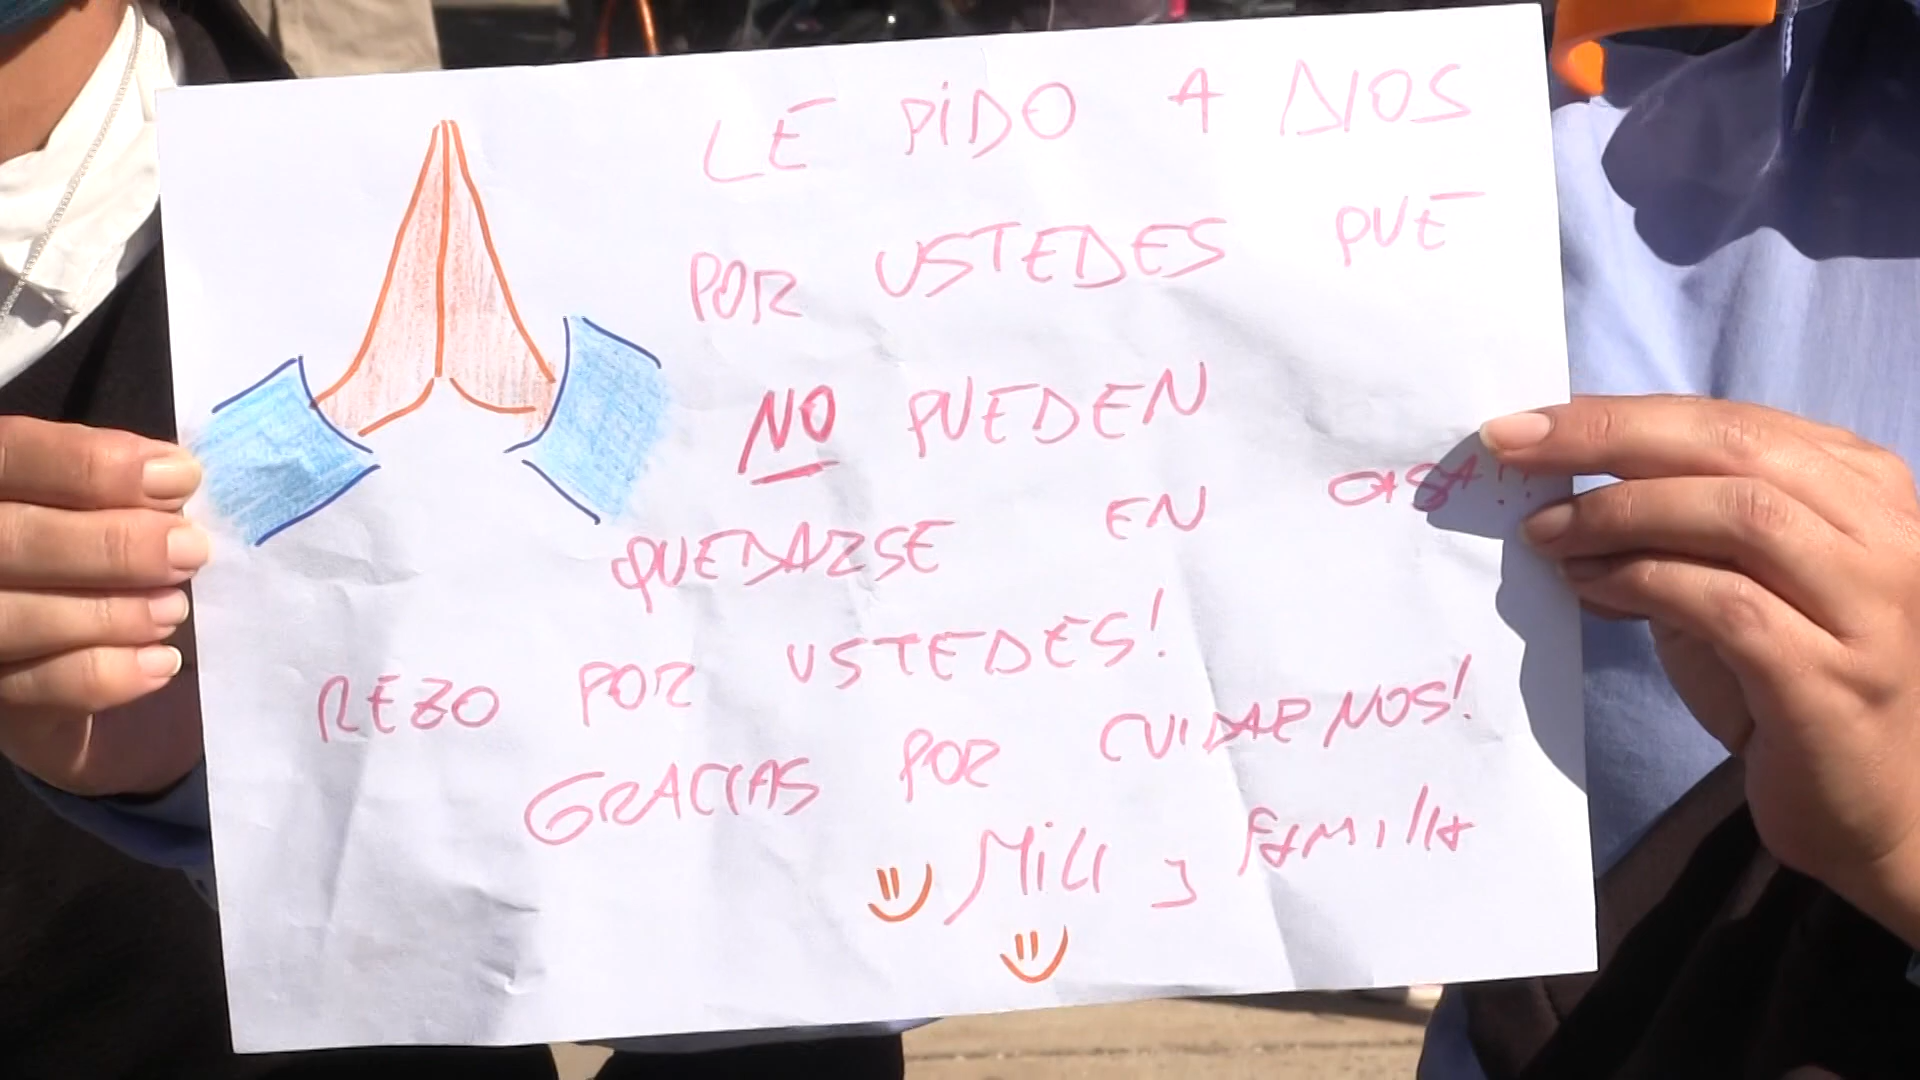 LE PIDO A DIOS
POR USTEDES QUE
NO PUEDEN
QUEDARSE EN CASA!!
REZO POR USTEDES!
GRACIAS POR CUIDARNOS!
MILI y FAMILIA